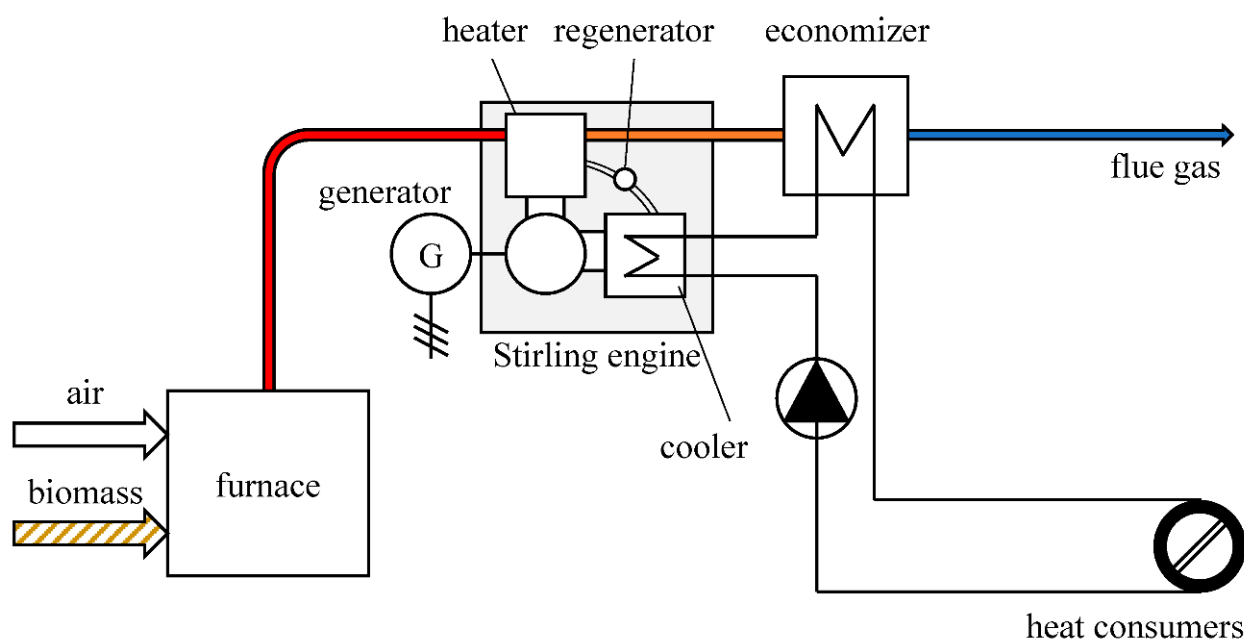 heater
regenerator
economizer
flue gas
generator
G
Stirling engine
air
cooler
biomass
furnace
heat consumers